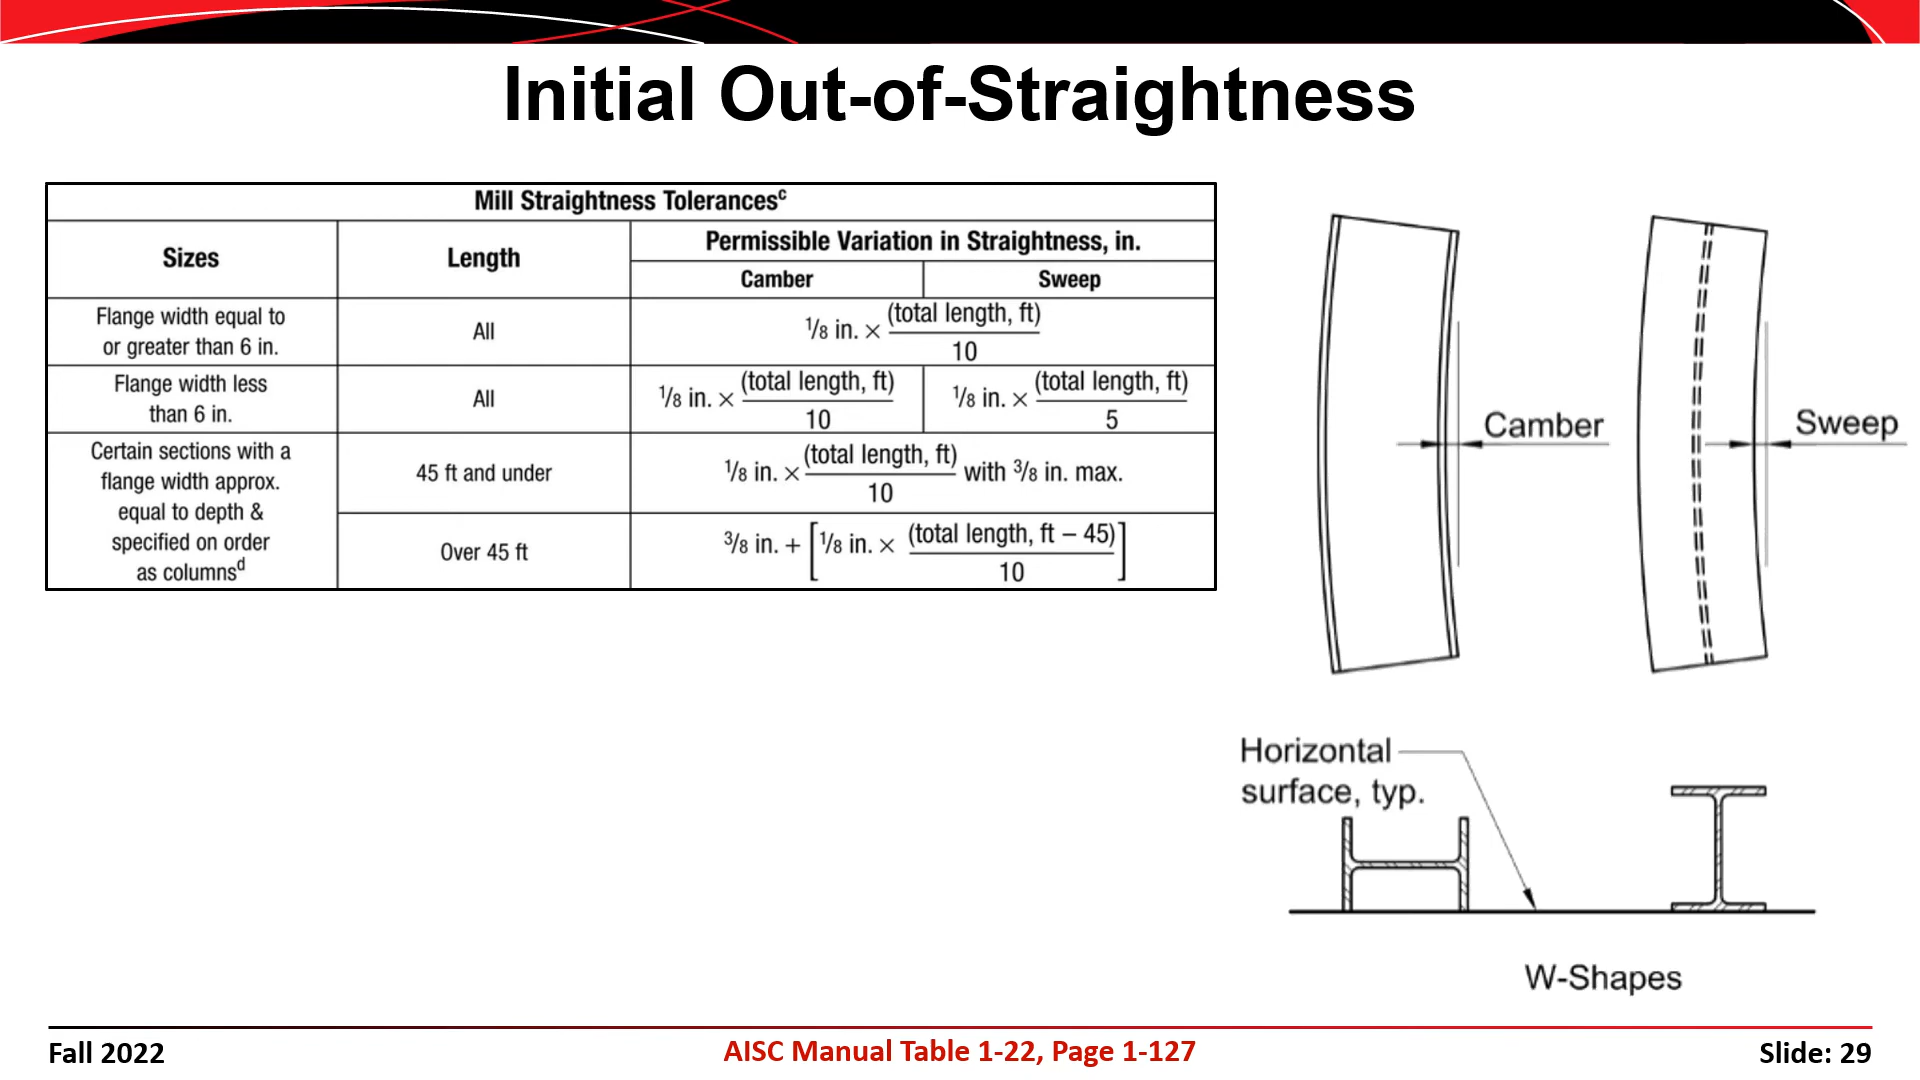 Initial Out-of-Straightness
Mill Straightness Tolerancesᶜ
Sizes
Length
Permissible Variation in Straightness, in.
Camber
Sweep
Flange width equal to
or greater than 6 in.
All
1/8 in. × (total length, ft)
10
Flange width less
than 6 in.
All
1/8 in. × (total length, ft)
10
1/8 in. × (total length, ft)
5
Certain sections with a
flange width approx.
equal to depth &
specified on order
as columnsᵈ
45 ft and under
1/8 in. × (total length, ft) with 3/8 in. max.
10
Over 45 ft
3/8 in. + [1/8 in. × (total length, ft – 45)]
10
Camber
Sweep
Horizontal
surface, typ.
W-Shapes
Fall 2022
AISC Manual Table 1-22, Page 1-127
Slide: 29